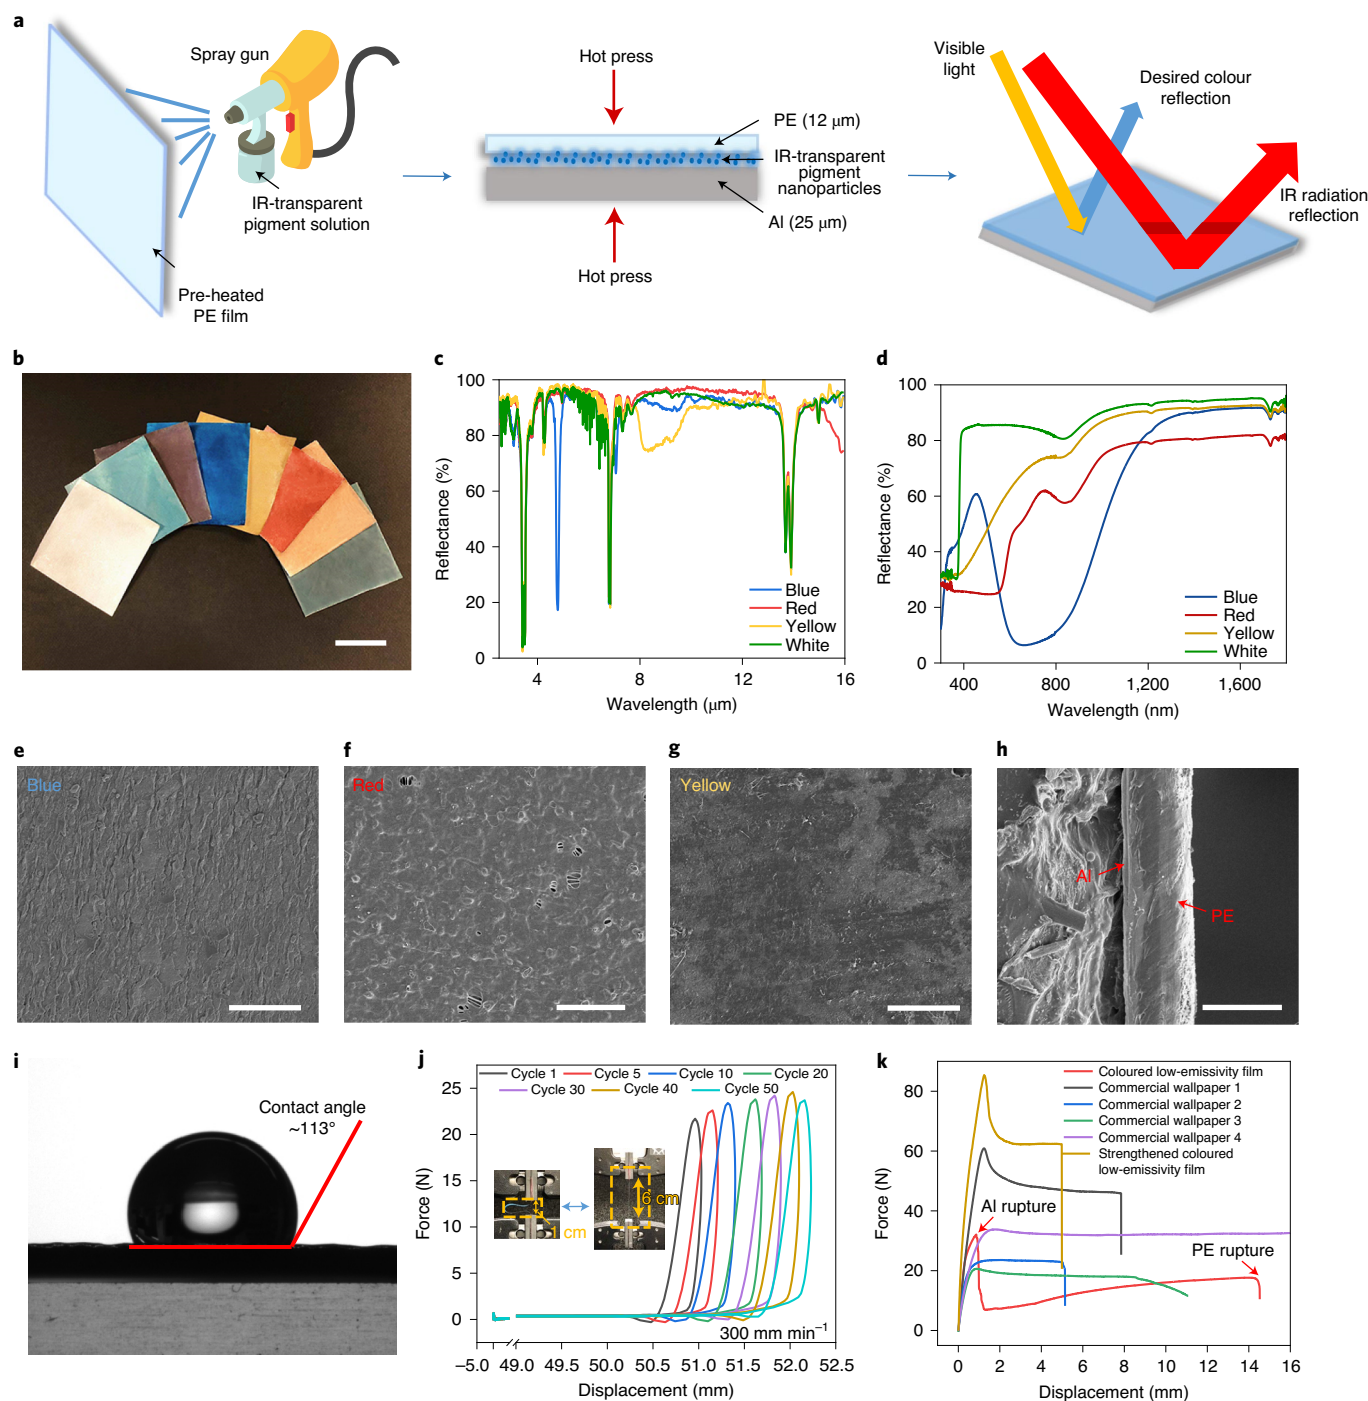 a
Spray gun
IR-transparent
pigment solution
Pre-heated
PE film
Hot press
PE (12 μm)
IR-transparent
pigment
nanoparticles
Al (25 μm)
Hot press
Visible
light
Desired colour
reflection
IR radiation
reflection
b
c
Reflectance (%)
100
80
60
40
20
0
Blue
Red
Yellow
White
4
8
12
16
Wavelength (μm)
d
Reflectance (%)
100
80
60
40
20
0
Blue
Red
Yellow
White
400
800
1,200
1,600
Wavelength (nm)
e
Blue
f
Red
g
Yellow
h
Al
PE
i
Contact angle
~113°
j
Cycle 1
Cycle 5
Cycle 10
Cycle 20
Cycle 30
Cycle 40
Cycle 50
Force (N)
25
20
15
10
5
0
1 cm
6 cm
300 mm min⁻¹
−5.0
49.0
49.5
50.0
50.5
51.0
51.5
52.0
52.5
Displacement (mm)
k
Coloured low-emissivity film
Commercial wallpaper 1
Commercial wallpaper 2
Commercial wallpaper 3
Commercial wallpaper 4
Strengthened coloured
low-emissivity film
Force (N)
80
60
40
20
0
Al rupture
PE rupture
0
2
4
6
8
10
12
14
16
Displacement (mm)